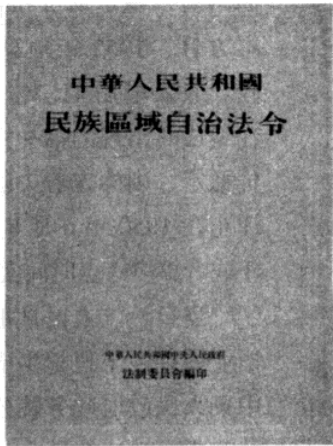 中華人民共和國
民族區域自治法令
中華人民共和國中央人民政府
法制委員會編印